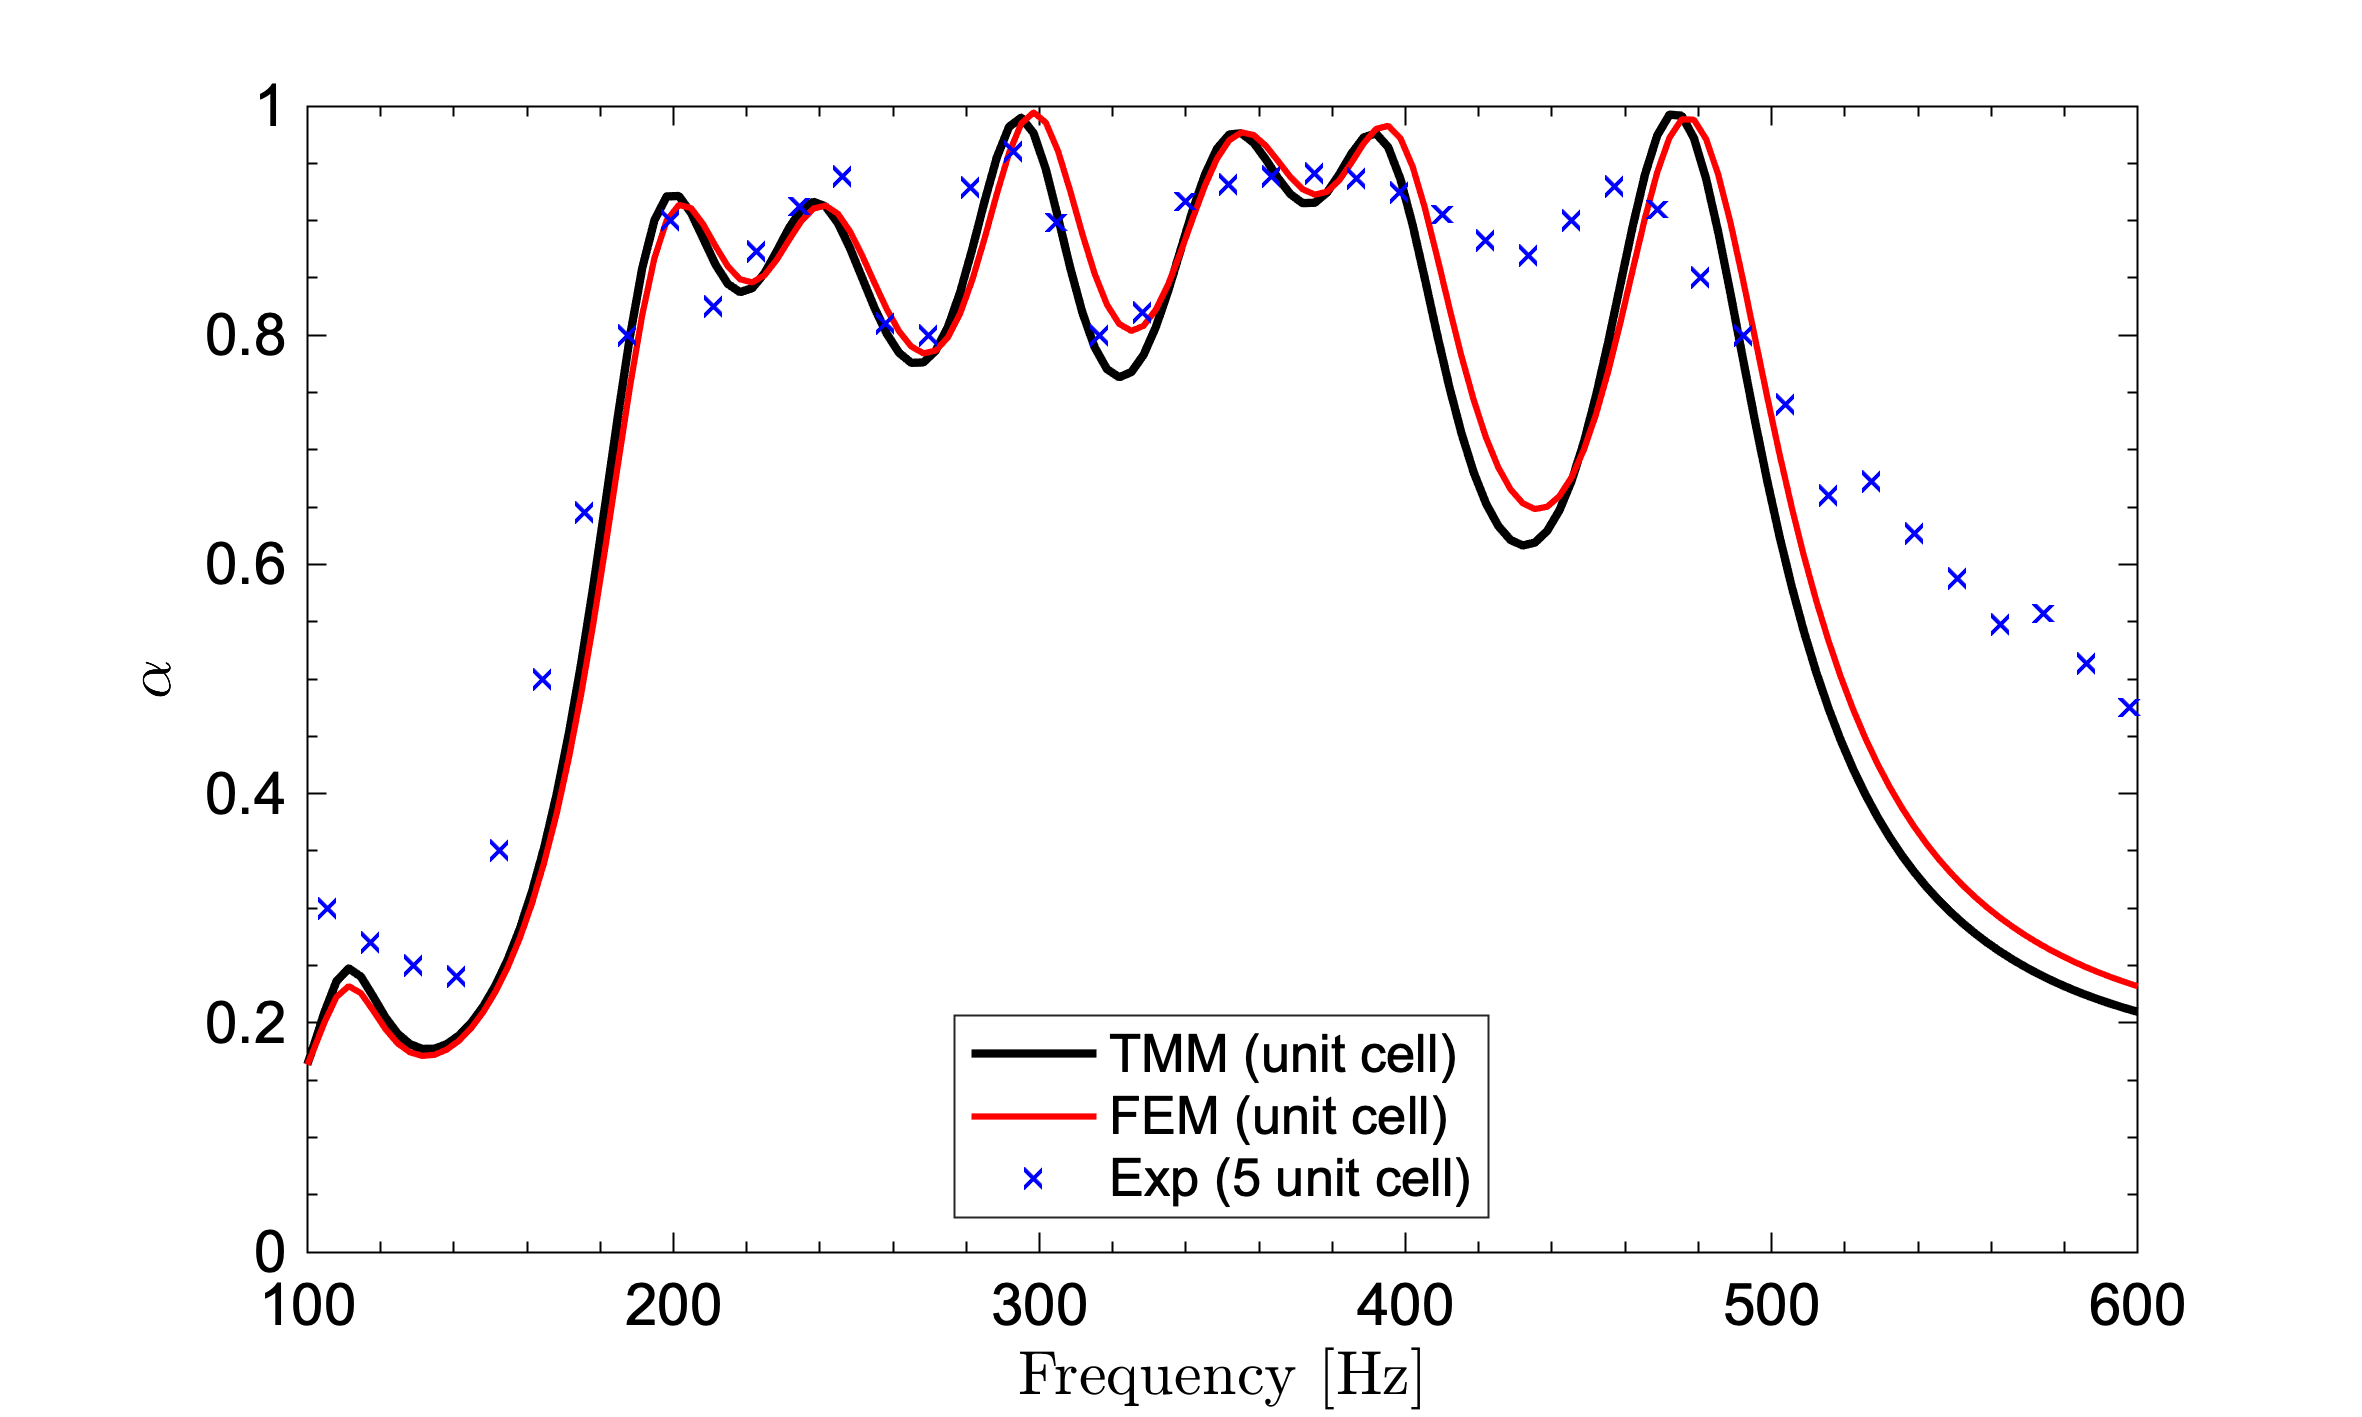 1
0.8
0.6
0.4
0.2
0
α
100 200 300 400 500 600
Frequency [Hz]
TMM (unit cell)
FEM (unit cell)
Exp (5 unit cell)